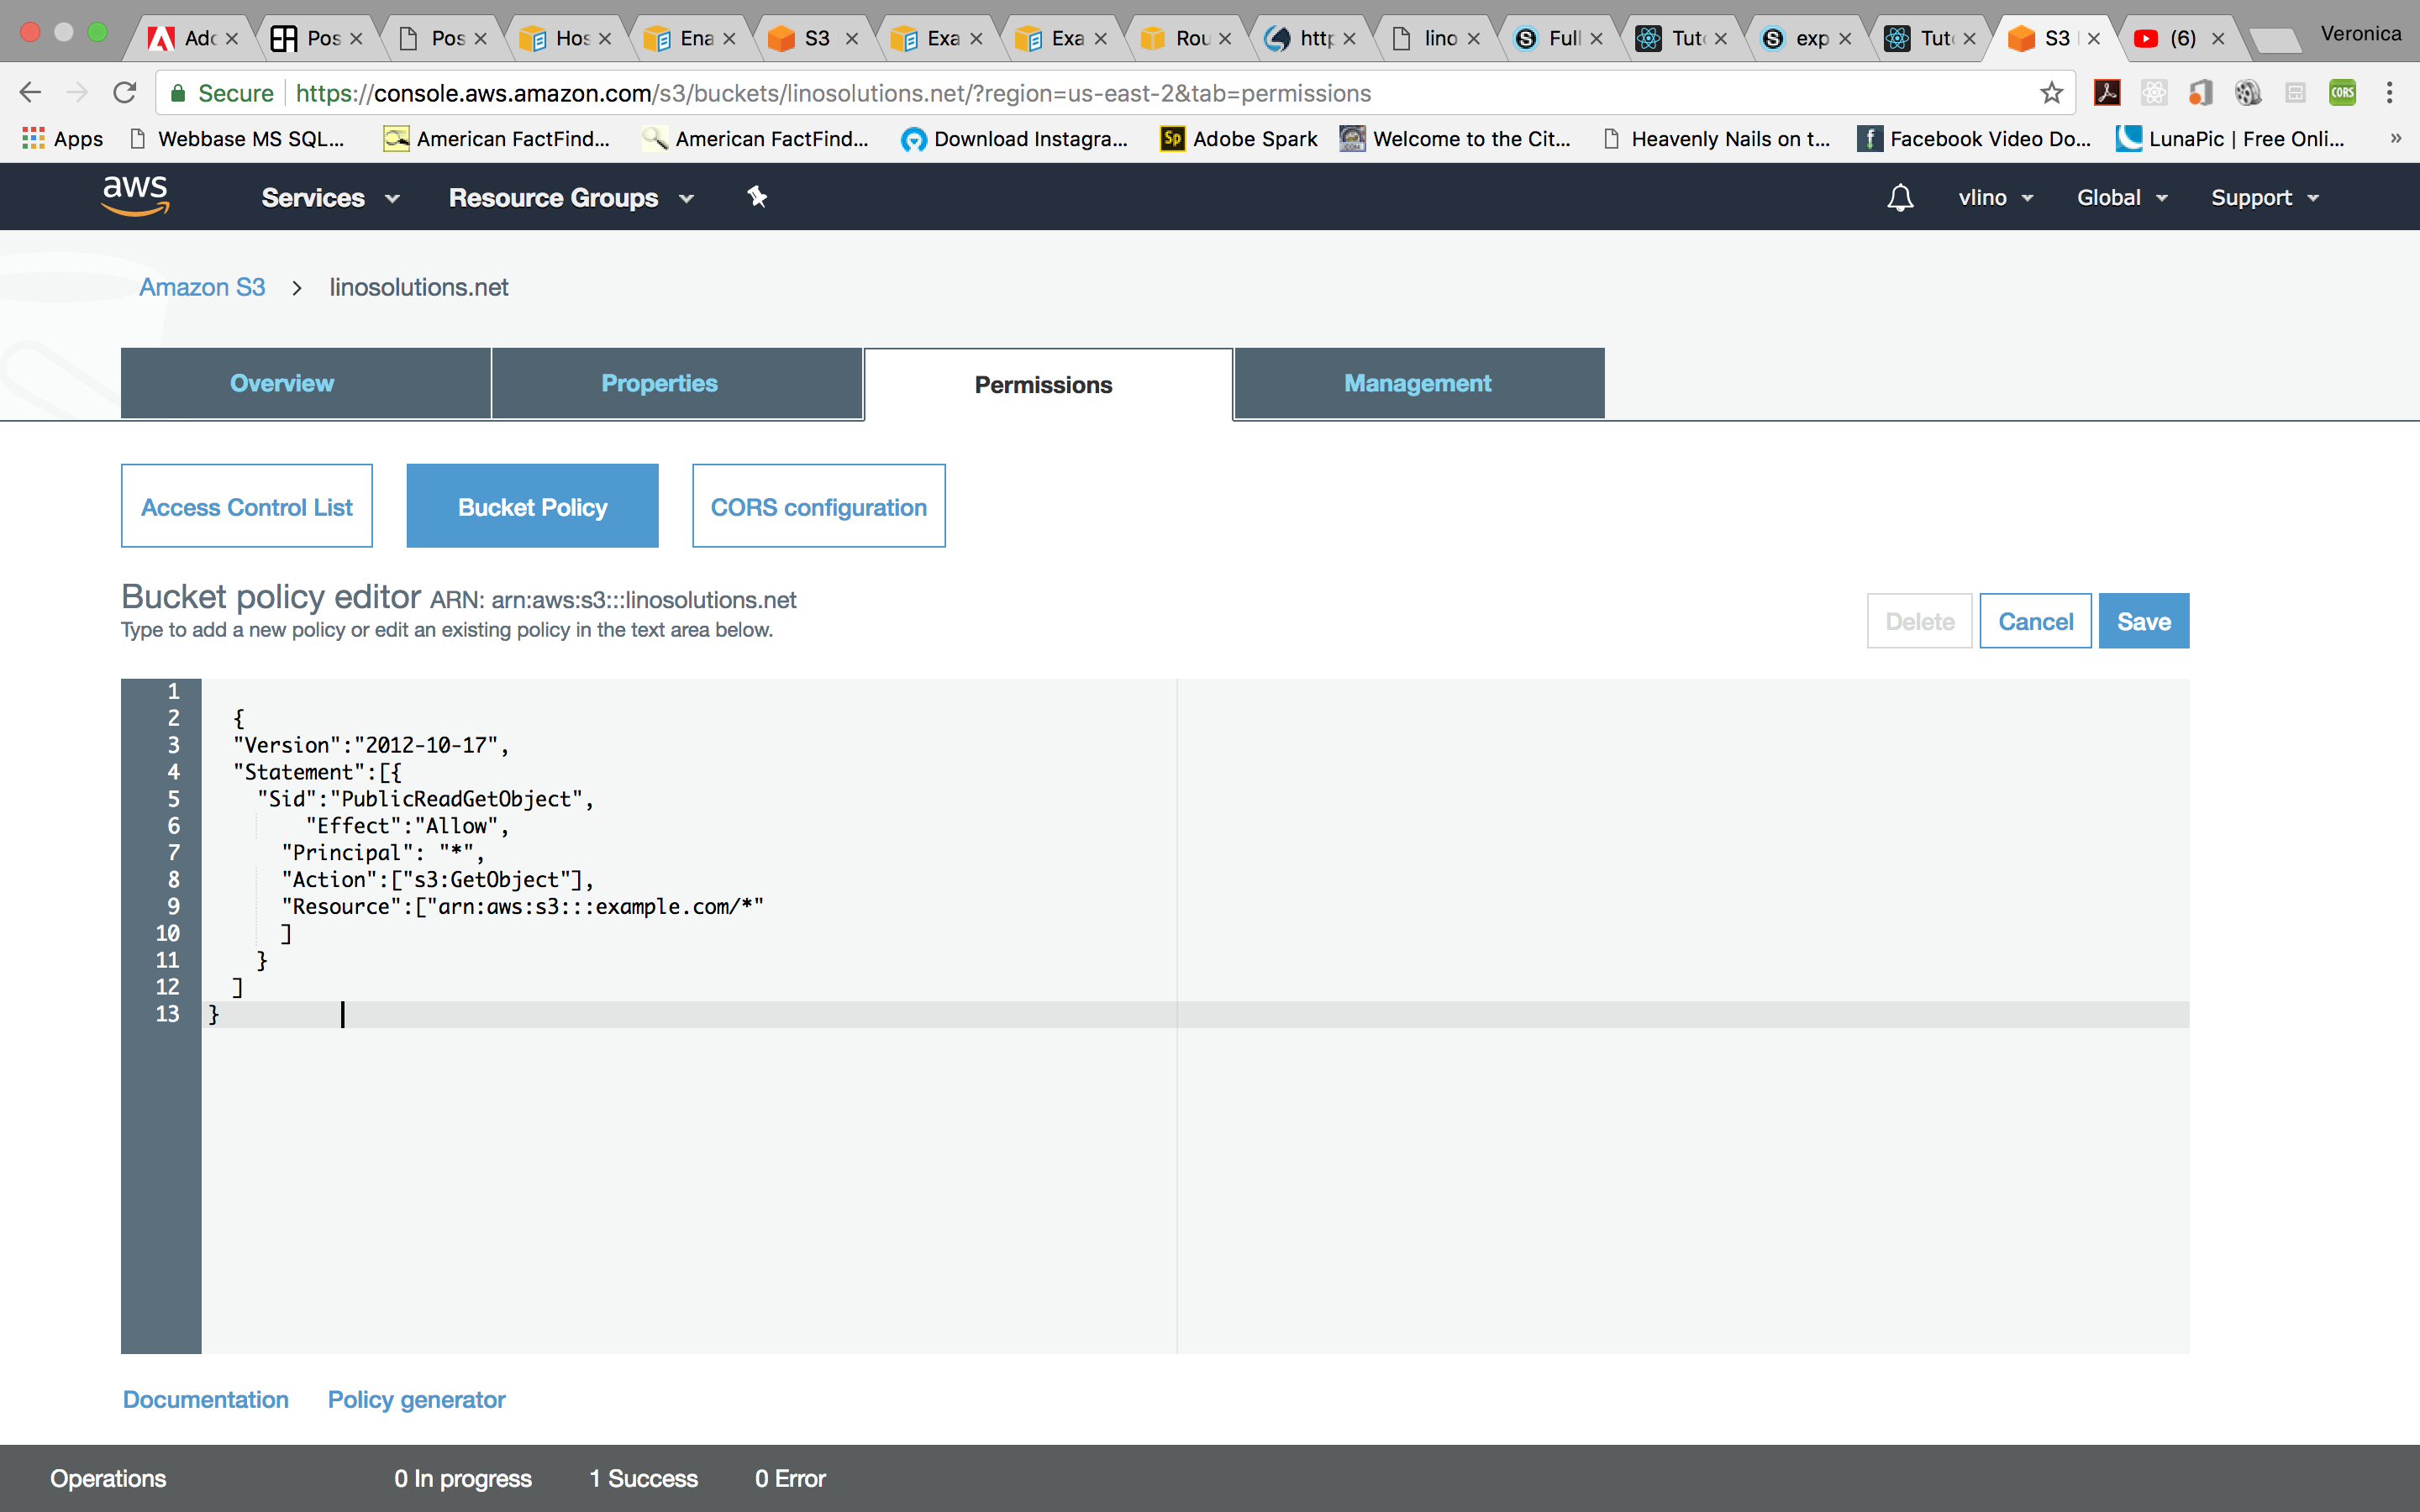 Adc Pos Pos Hos Ena S3 Exa Exa Rou http lino Full Tuto exp Tuto S3 (6) Veronica
Secure https://console.aws.amazon.com/s3/buckets/linosolutions.net/?region=us-east-2&tab=permissions CORS
Apps Webbase MS SQL... American FactFind... American FactFind... Download Instagra... Sp Adobe Spark Welcome to the Cit... Heavenly Nails on t... Facebook Video Do... LunaPic | Free Onli... »
aws Services Resource Groups vlino Global Support
Amazon S3 > linosolutions.net
Overview Properties Permissions Management
Access Control List Bucket Policy CORS configuration
Bucket policy editor ARN: arn:aws:s3:::linosolutions.net
Type to add a new policy or edit an existing policy in the text area below.
Delete Cancel Save
1
2 {
3 "Version":"2012-10-17",
4 "Statement":[{
5 "Sid":"PublicReadGetObject",
6 "Effect":"Allow",
7 "Principal": "*",
8 "Action":["s3:GetObject"],
9 "Resource":["arn:aws:s3:::example.com/*"
10 ]
11 }
12 ]
13 }
Documentation Policy generator
Operations 0 In progress 1 Success 0 Error